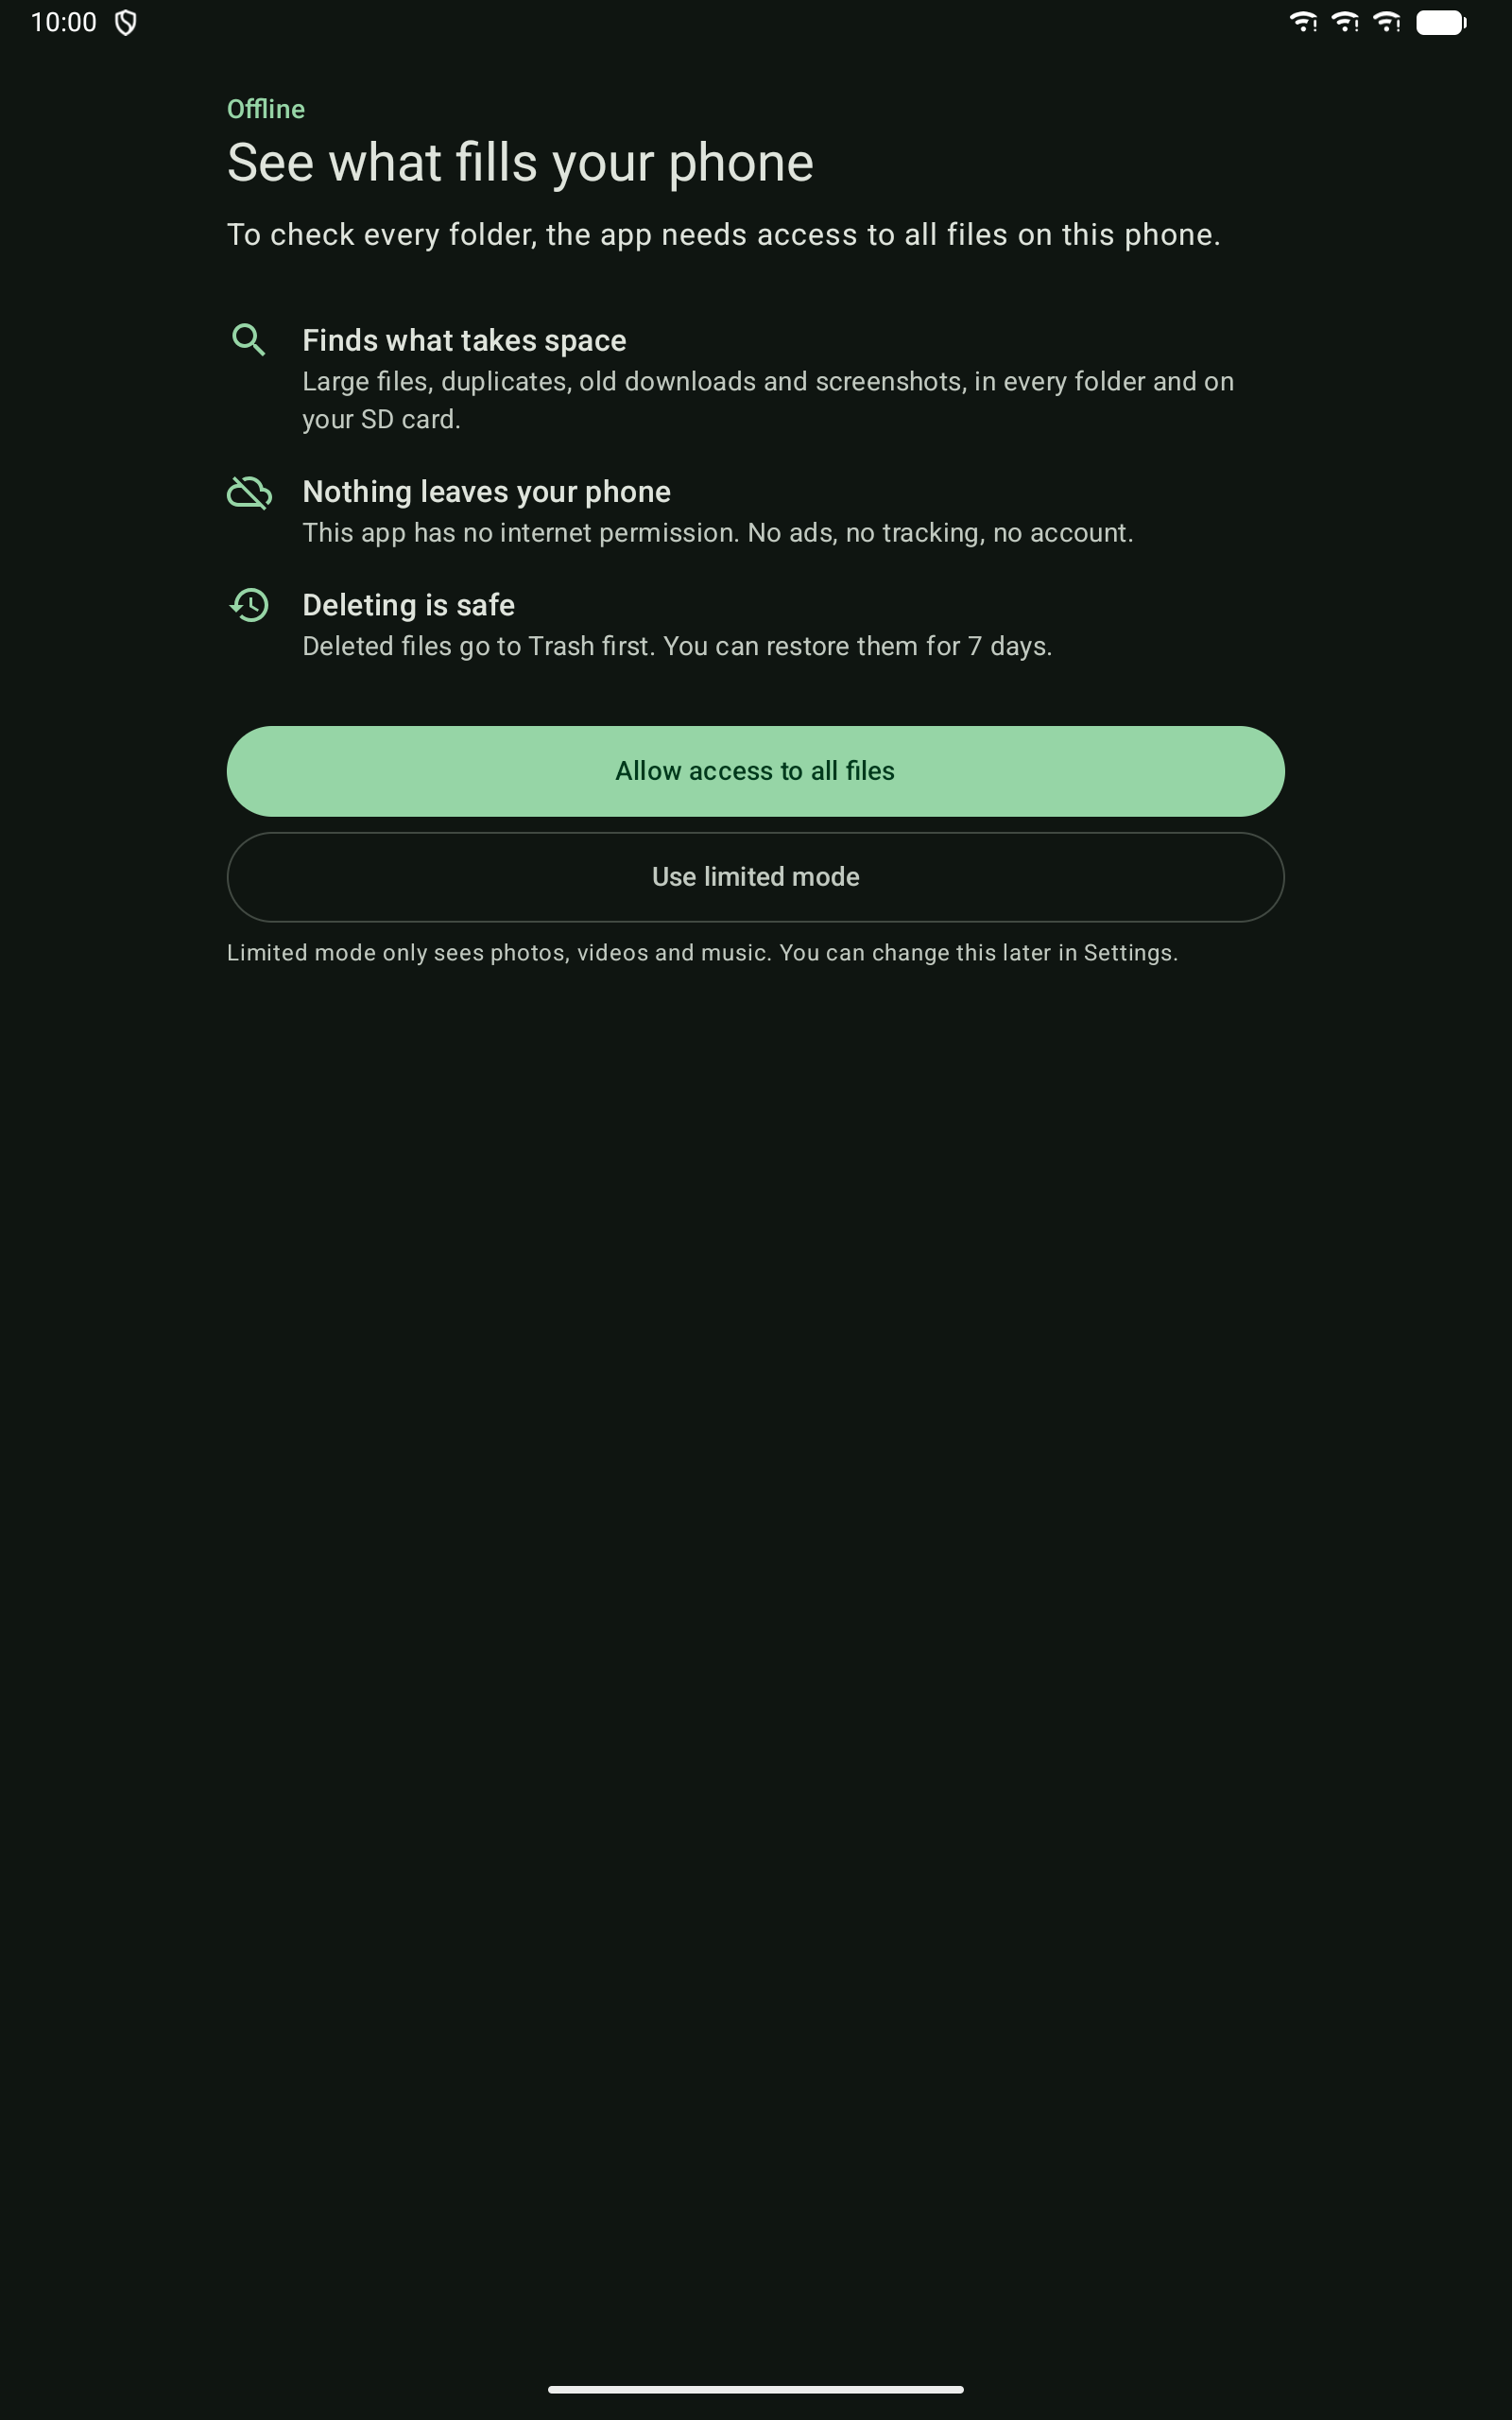 10:00
Offline
See what fills your phone
To check every folder, the app needs access to all files on this phone.
Finds what takes space
Large files, duplicates, old downloads and screenshots, in every folder and on
your SD card.
Nothing leaves your phone
This app has no internet permission. No ads, no tracking, no account.
Deleting is safe
Deleted files go to Trash first. You can restore them for 7 days.
Allow access to all files
Use limited mode
Limited mode only sees photos, videos and music. You can change this later in Settings.